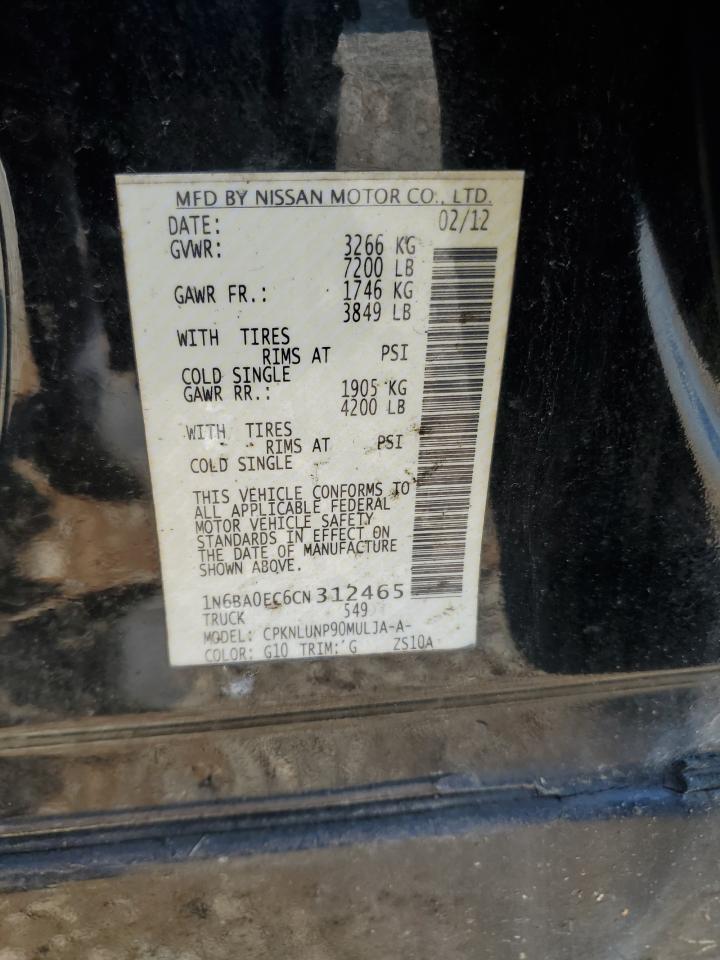 MFD BY NISSAN MOTOR CO., LTD.
DATE: 02/12
GVWR: 3266 KG
7200 LB
GAWR FR.: 1746 KG
3849 LB
WITH TIRES
RIMS AT PSI
COLD SINGLE
GAWR RR.: 1905 KG
4200 LB
WITH TIRES
RIMS AT PSI
COLD SINGLE
THIS VEHICLE CONFORMS TO
ALL APPLICABLE FEDERAL
MOTOR VEHICLE SAFETY
STANDARDS IN EFFECT ON
THE DATE OF MANUFACTURE
SHOWN ABOVE.
1N6BA0EC6CN312465
TRUCK 549
MODEL: CPKNLUNP90MULJA-A-
COLOR: G10 TRIM: G ZS10A